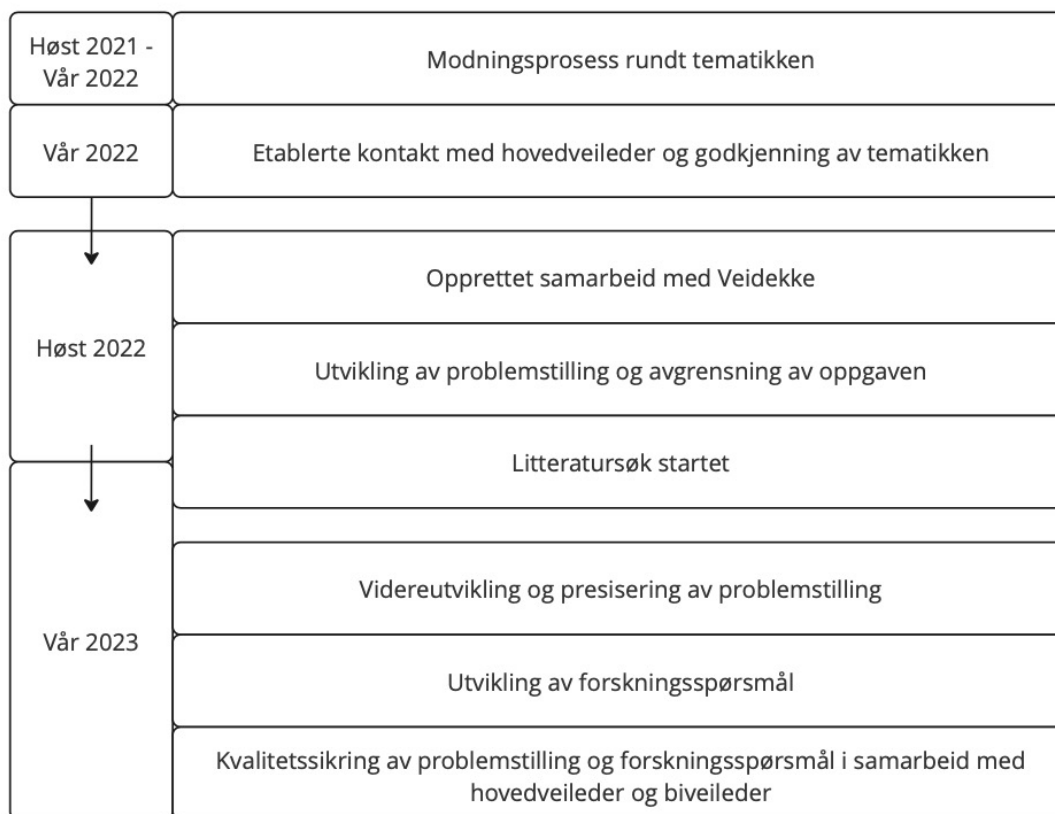 Høst 2021 -
Vår 2022
Modningsprosess rundt tematikken
Vår 2022
Etablerte kontakt med hovedveileder og godkjenning av tematikken
Høst 2022
Opprettet samarbeid med Veidekke
Utvikling av problemstilling og avgrensning av oppgaven
Litteratursøk startet
Vår 2023
Videreutvikling og presisering av problemstilling
Utvikling av forskningsspørsmål
Kvalitetssikring av problemstilling og forskningsspørsmål i samarbeid med
hovedveileder og biveileder